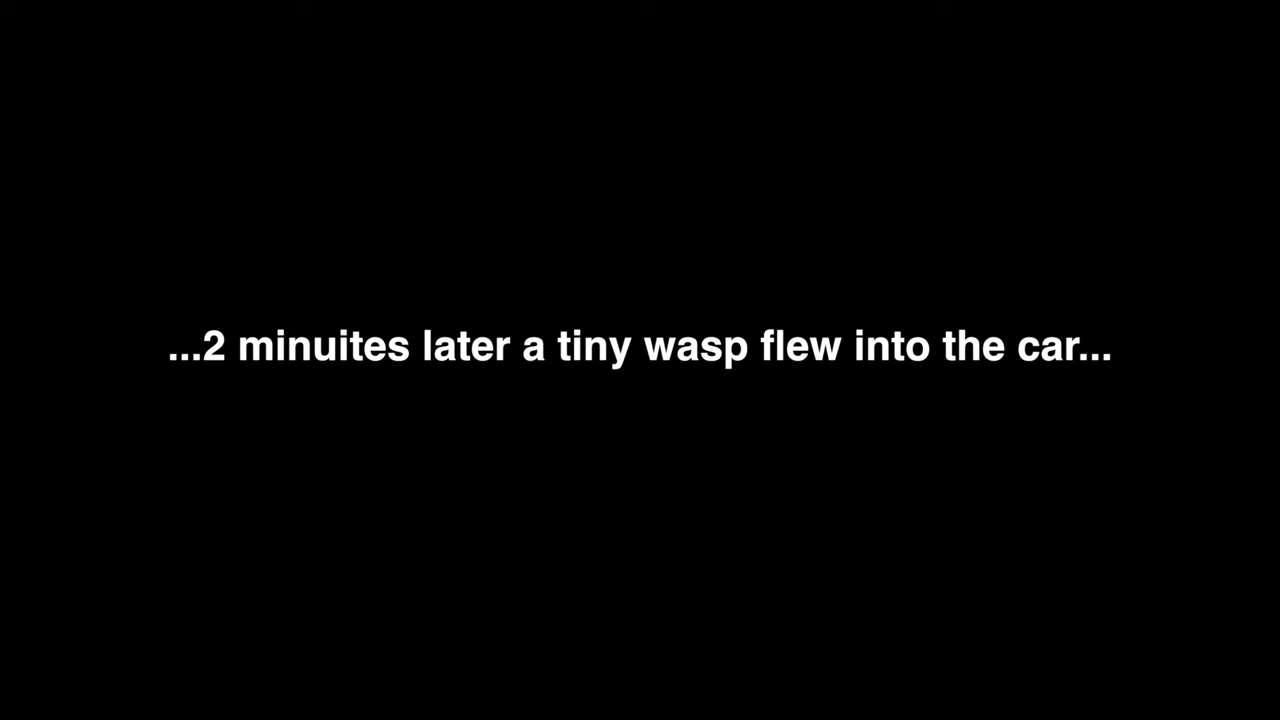 ...2 minuites later a tiny wasp flew into the car...